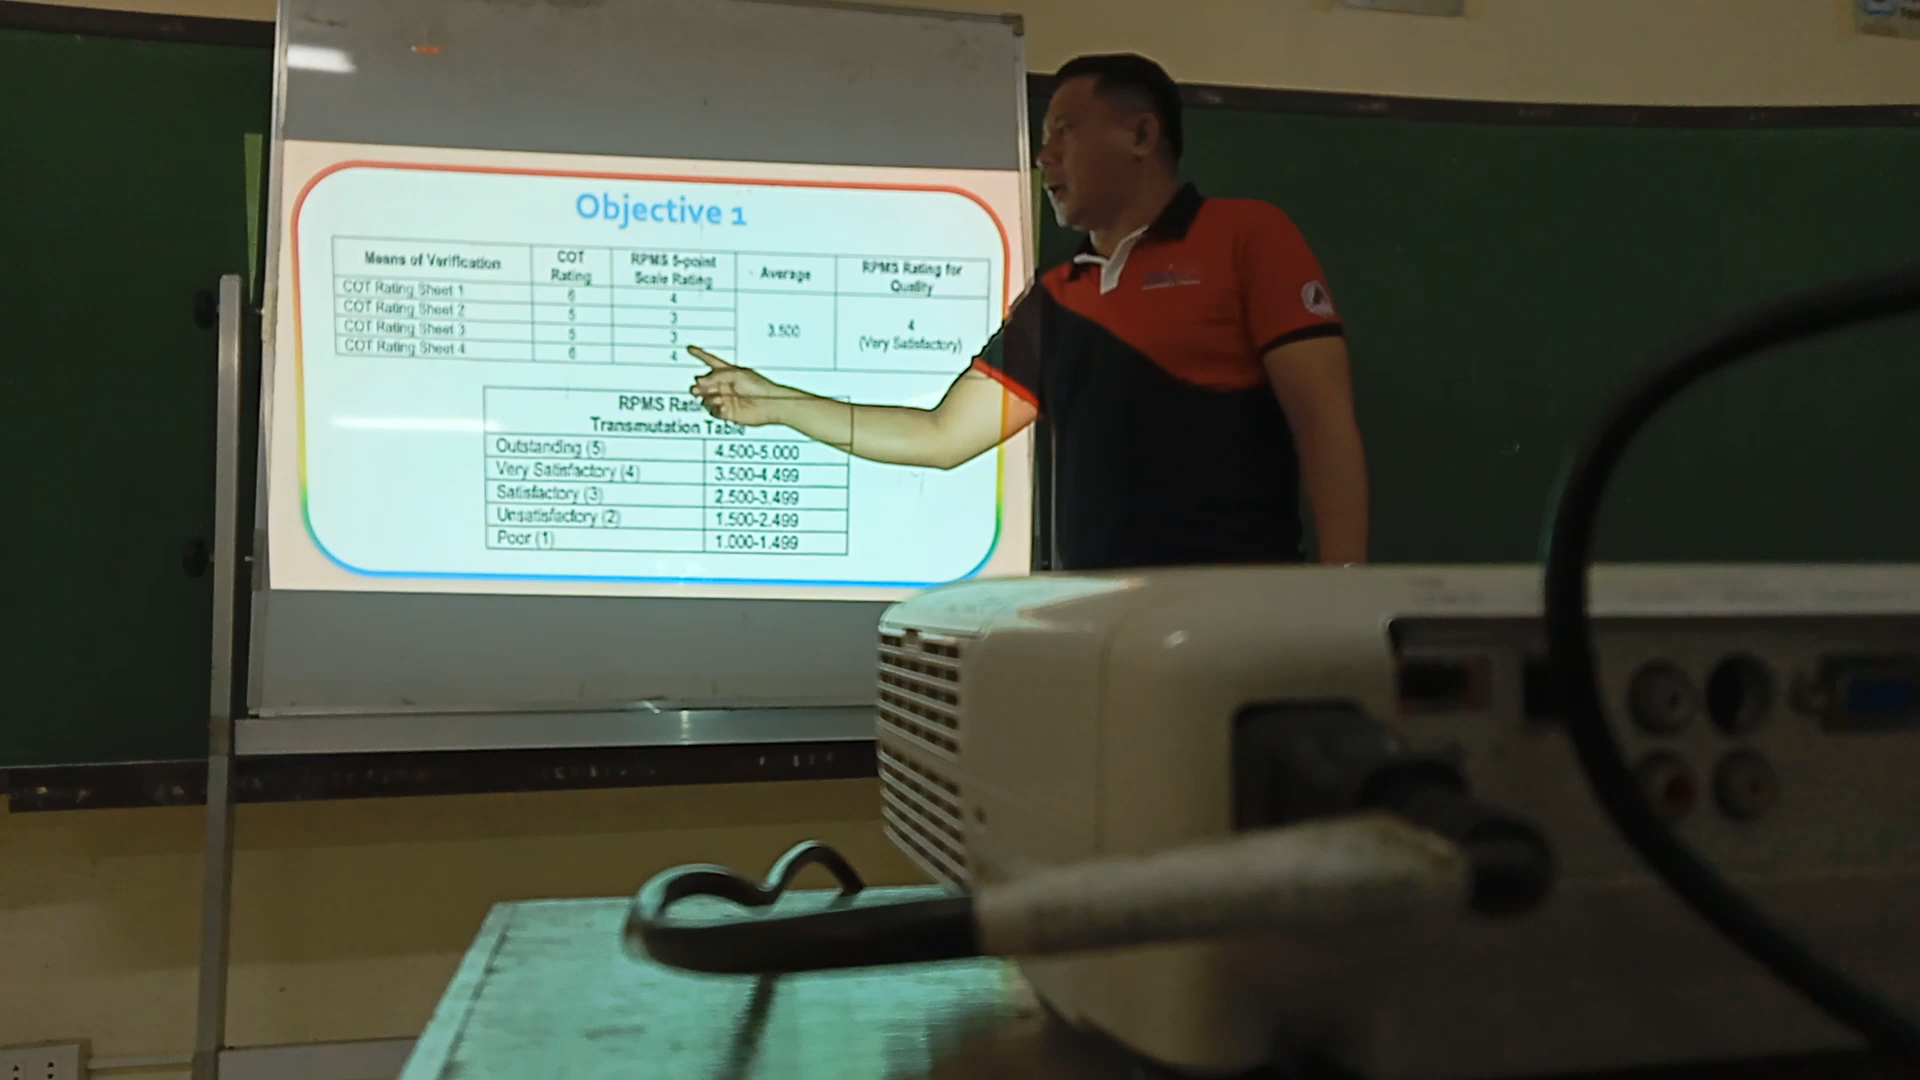 Objective 1
Means of Verification
COT Rating
RPMS 5-point Scale Rating
Average
RPMS Rating for Quality
COT Rating Sheet 1 6 4
COT Rating Sheet 2 5 3
COT Rating Sheet 3 5 3
COT Rating Sheet 4 6 4
3.500
4
(Very Satisfactory)
RPMS
Transmutation Table
Outstanding (5) 4.500-5.000
Very Satisfactory (4) 3.500-4.499
Satisfactory (3) 2.500-3.499
Unsatisfactory (2) 1.500-2.499
Poor (1) 1.000-1.499